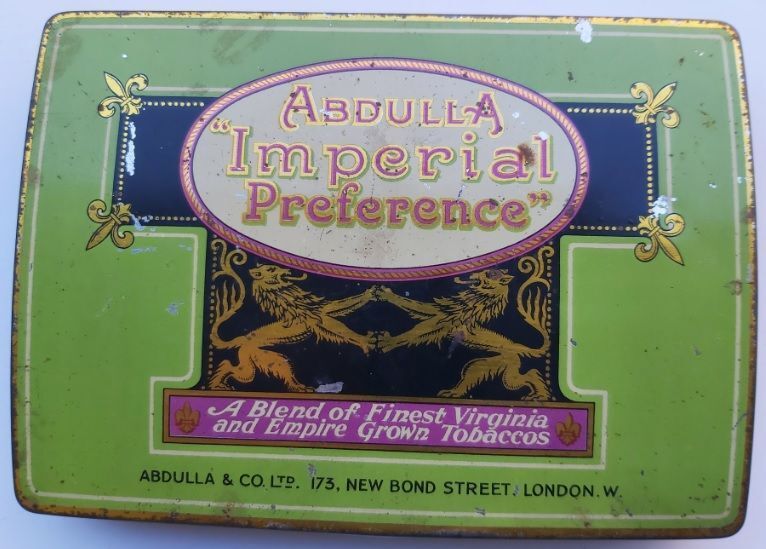 ABDULLA
"Imperial
Preference"
A Blend of Finest Virginia
and Empire Grown Tobaccos
ABDULLA & CO. LTD. 173, NEW BOND STREET, LONDON. W.